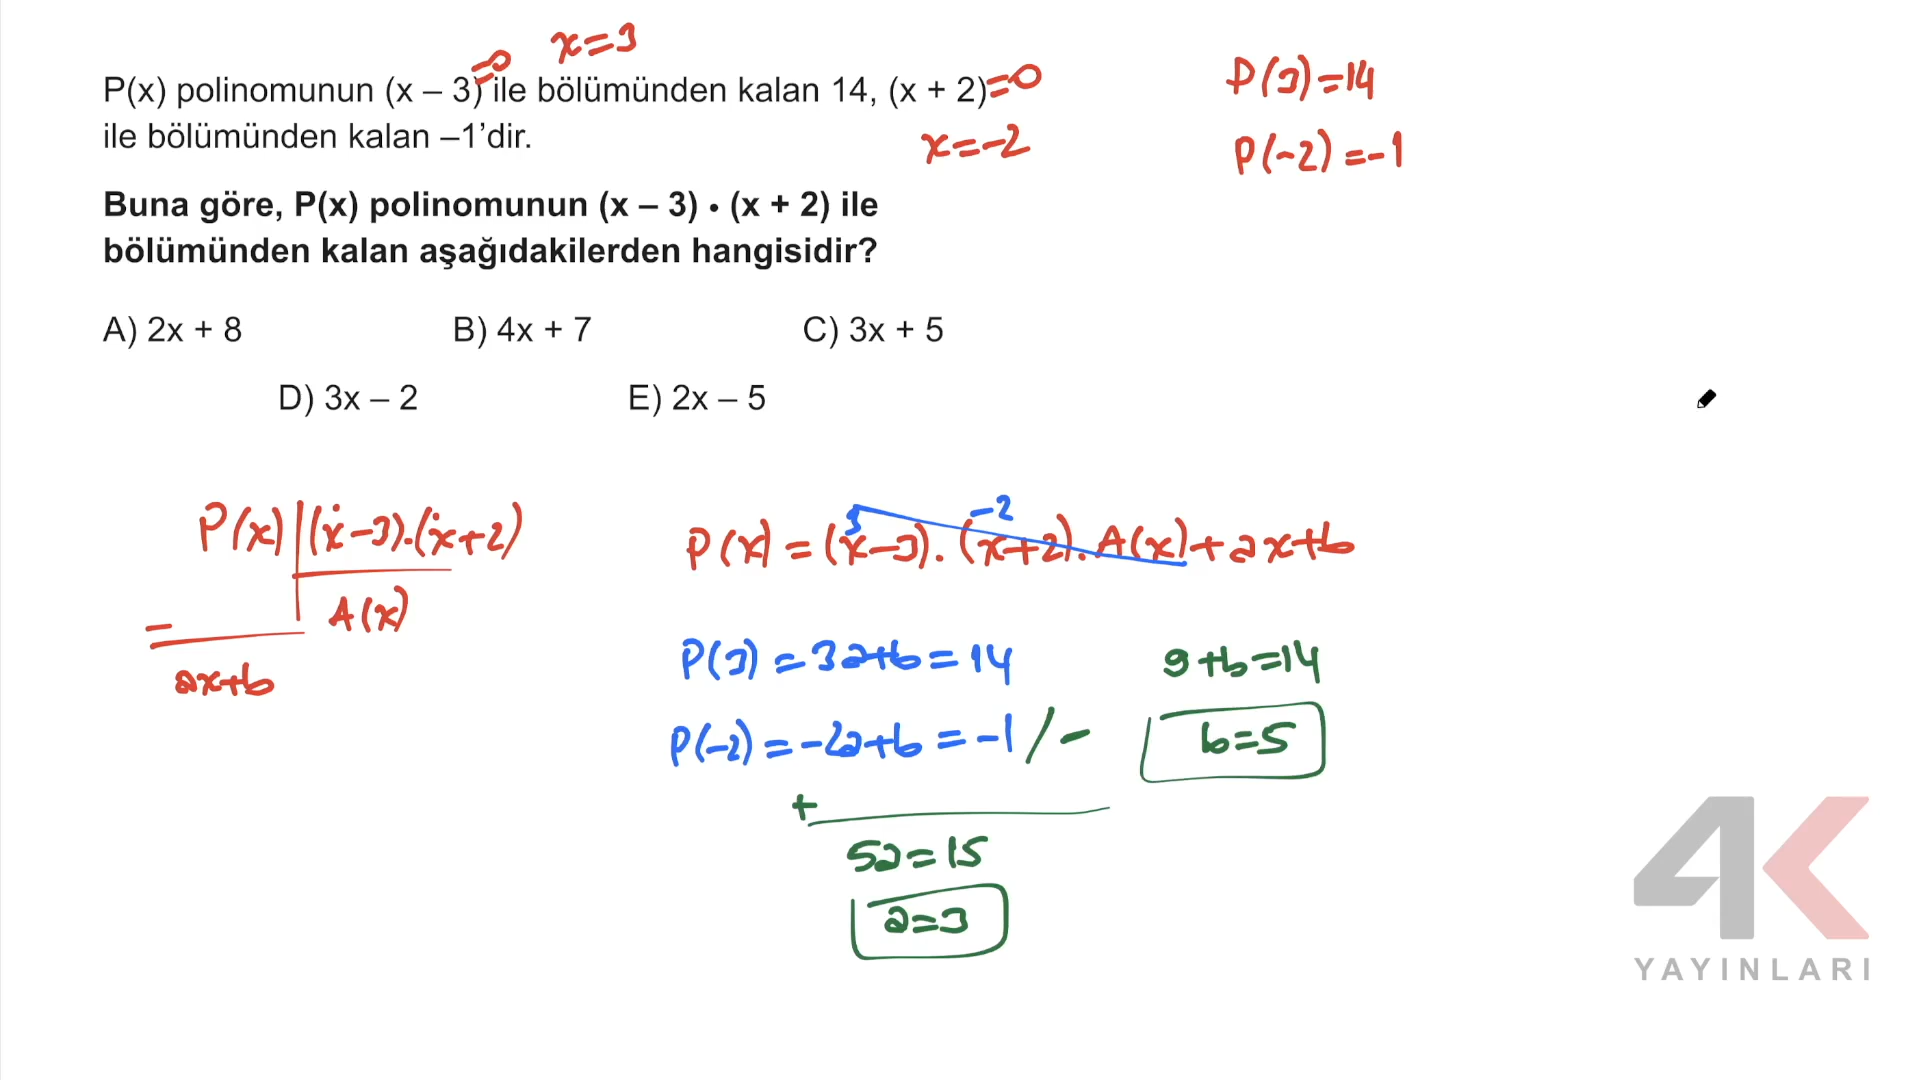 x=3
P(x) polinomunun (x – 3)=0 ile bölümünden kalan 14, (x + 2)=0
ile bölümünden kalan –1’dir.
x=-2
P(3)=14
P(-2)=-1
Buna göre, P(x) polinomunun (x – 3) • (x + 2) ile
bölümünden kalan aşağıdakilerden hangisidir?
A) 2x + 8 B) 4x + 7 C) 3x + 5
D) 3x – 2 E) 2x – 5
P(x) (x-3).(x+2)
A(x)
-
ax+b
3 -2
P(x) = (x-3). (x+2). A(x)+ax+b
P(3) = 3a+b = 14
P(-2) = -2a+b = -1 / -
+
5a=15
a=3
9+b=14
b=5
4K
YAYINLARI